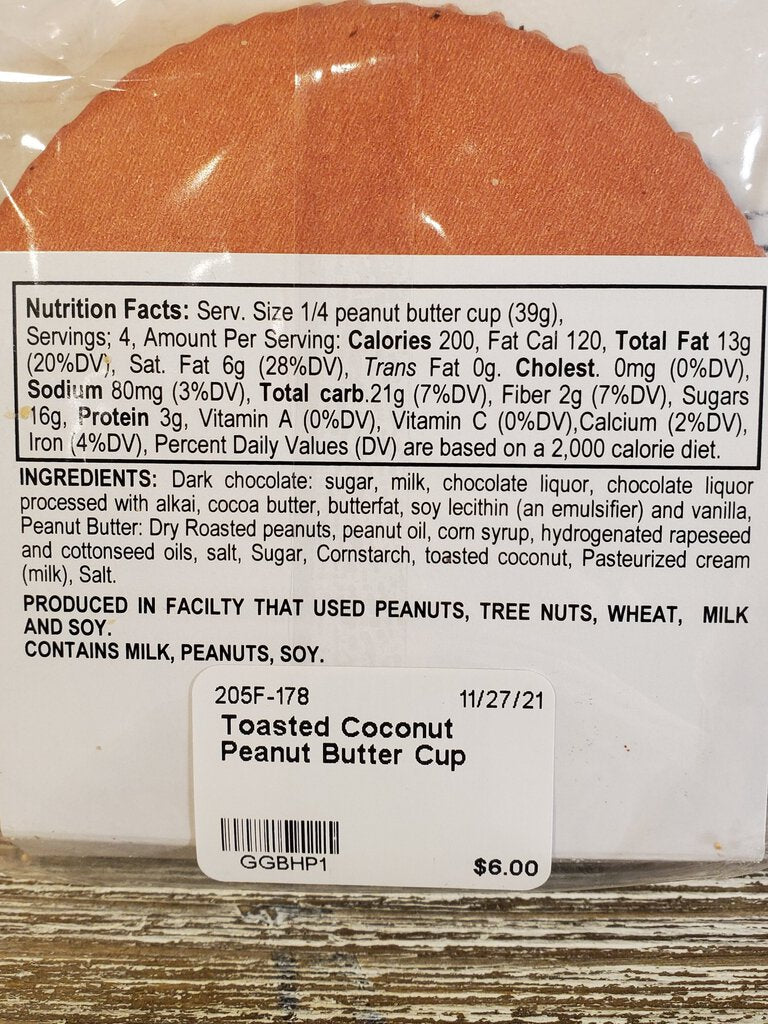 Nutrition Facts: Serv. Size 1/4 peanut butter cup (39g),
Servings; 4, Amount Per Serving: Calories 200, Fat Cal 120, Total Fat 13g
(20%DV), Sat. Fat 6g (28%DV), Trans Fat 0g. Cholest. 0mg (0%DV),
Sodium 80mg (3%DV), Total carb.21g (7%DV), Fiber 2g (7%DV), Sugars
16g, Protein 3g, Vitamin A (0%DV), Vitamin C (0%DV),Calcium (2%DV),
Iron (4%DV), Percent Daily Values (DV) are based on a 2,000 calorie diet.
INGREDIENTS: Dark chocolate: sugar, milk, chocolate liquor, chocolate liquor
processed with alkai, cocoa butter, butterfat, soy lecithin (an emulsifier) and vanilla,
Peanut Butter: Dry Roasted peanuts, peanut oil, corn syrup, hydrogenated rapeseed
and cottonseed oils, salt, Sugar, Cornstarch, toasted coconut, Pasteurized cream
(milk), Salt.
PRODUCED IN FACILTY THAT USED PEANUTS, TREE NUTS, WHEAT, MILK
AND SOY.
CONTAINS MILK, PEANUTS, SOY.
205F-178 11/27/21
Toasted Coconut
Peanut Butter Cup
GGBHP1 $6.00